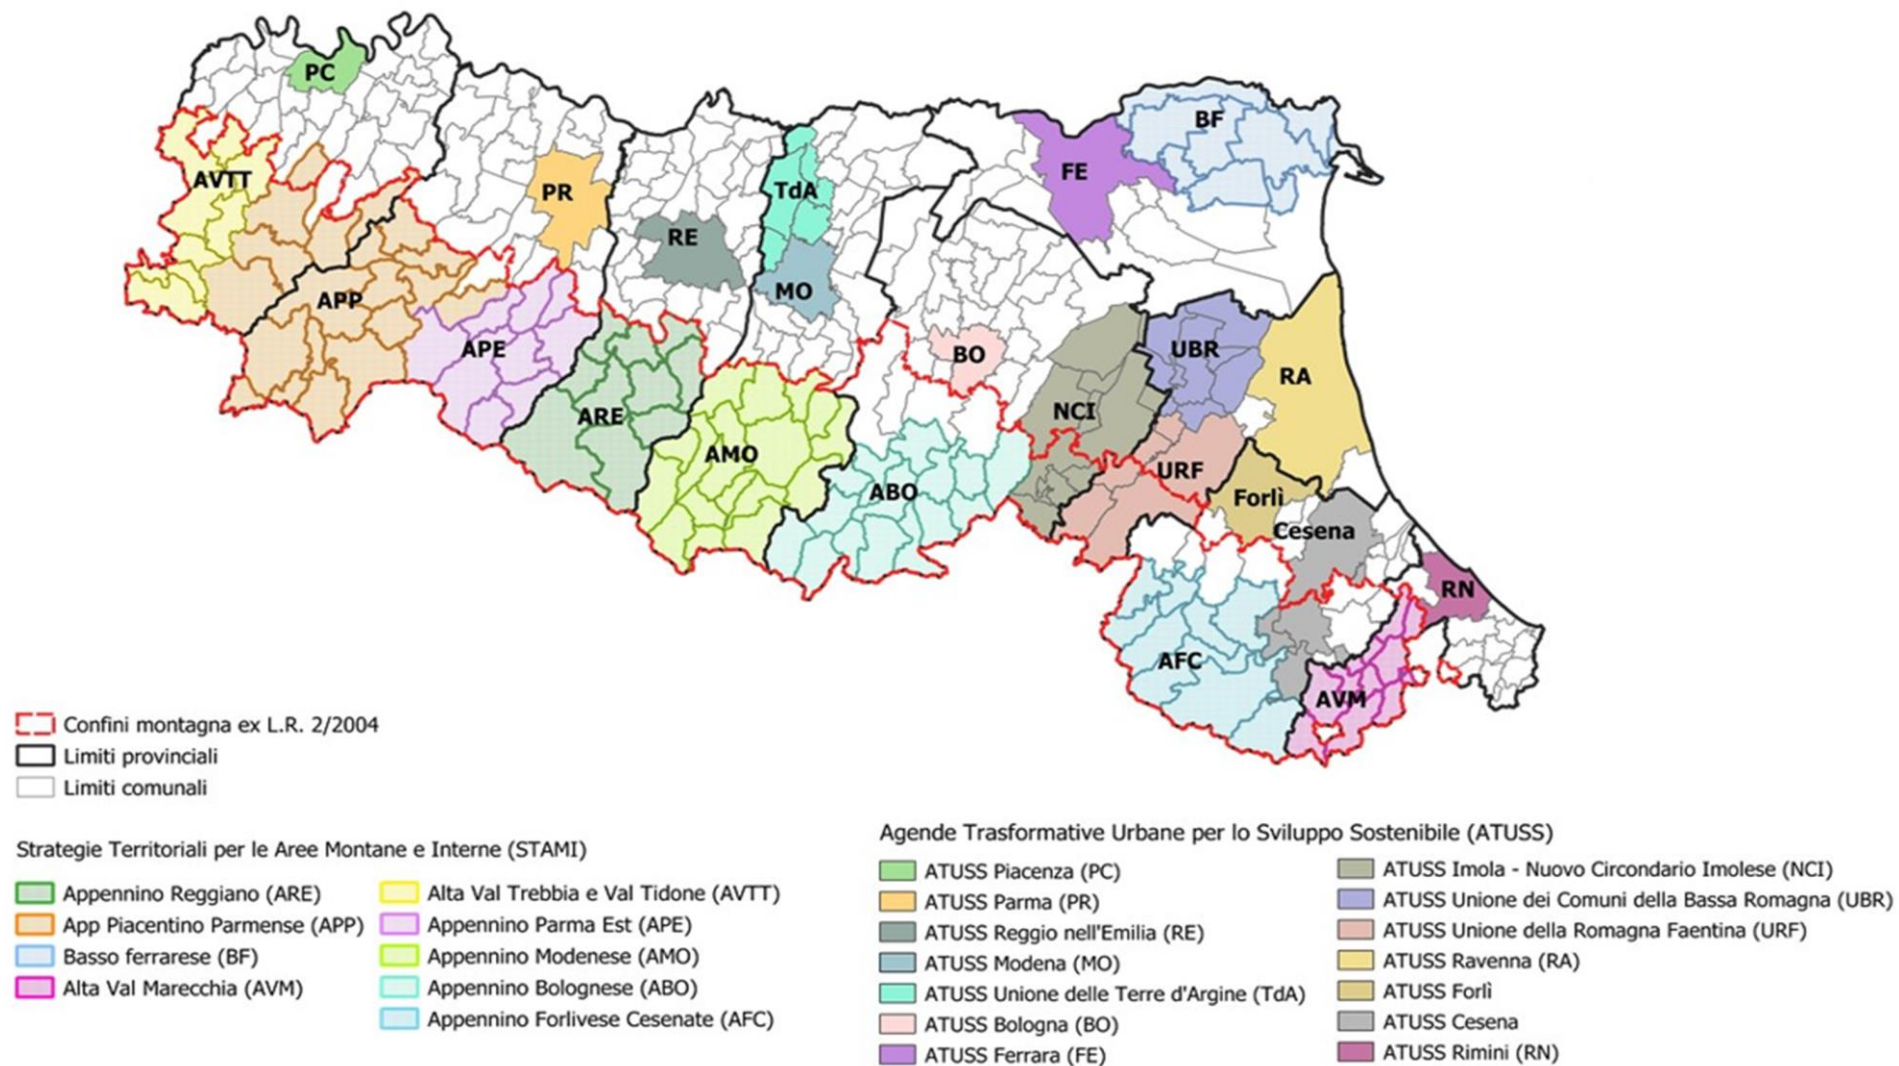 PC
BF
AVTT
FE
PR
TdA
RE
MO
APP
APE
BO
UBR
RA
NCI
ARE
AMO
ABO
URF
Forlì
Cesena
RN
AFC
AVM
Confini montagna ex L.R. 2/2004
Limiti provinciali
Limiti comunali
Strategie Territoriali per le Aree Montane e Interne (STAMI)
Appennino Reggiano (ARE)
App Piacentino Parmense (APP)
Basso ferrarese (BF)
Alta Val Marecchia (AVM)
Alta Val Trebbia e Val Tidone (AVTT)
Appennino Parma Est (APE)
Appennino Modenese (AMO)
Appennino Bolognese (ABO)
Appennino Forlivese Cesenate (AFC)
Agende Trasformative Urbane per lo Sviluppo Sostenibile (ATUSS)
ATUSS Piacenza (PC)
ATUSS Parma (PR)
ATUSS Reggio nell'Emilia (RE)
ATUSS Modena (MO)
ATUSS Unione delle Terre d'Argine (TdA)
ATUSS Bologna (BO)
ATUSS Ferrara (FE)
ATUSS Imola - Nuovo Circondario Imolese (NCI)
ATUSS Unione dei Comuni della Bassa Romagna (UBR)
ATUSS Unione della Romagna Faentina (URF)
ATUSS Ravenna (RA)
ATUSS Forlì
ATUSS Cesena
ATUSS Rimini (RN)